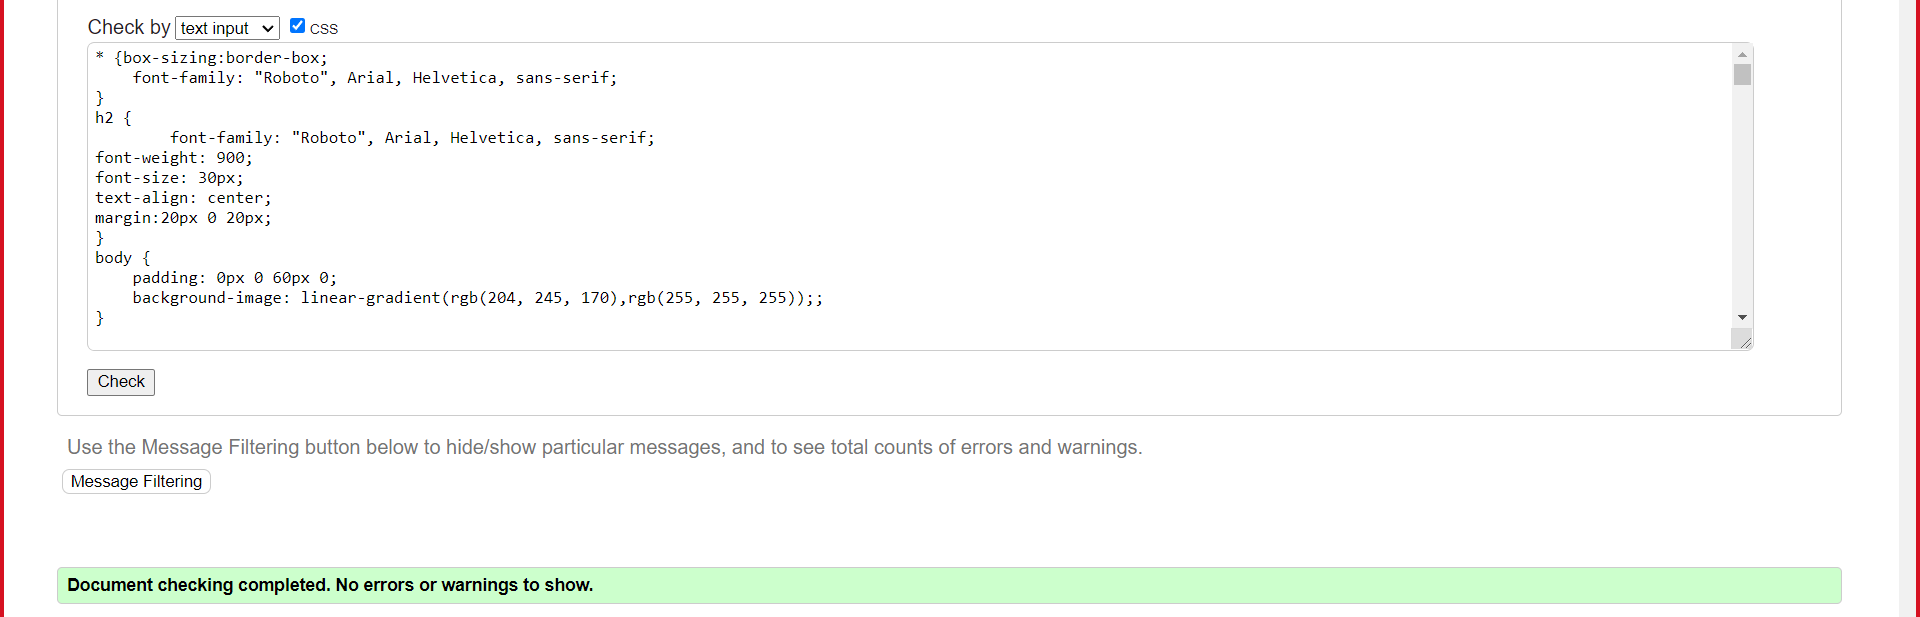 Check by text input CSS
* {box-sizing:border-box;
    font-family: "Roboto", Arial, Helvetica, sans-serif;
}
h2 {
        font-family: "Roboto", Arial, Helvetica, sans-serif;
font-weight: 900;
font-size: 30px;
text-align: center;
margin:20px 0 20px;
}
body {
    padding: 0px 0 60px 0;
    background-image: linear-gradient(rgb(204, 245, 170),rgb(255, 255, 255));;
}
Check
Use the Message Filtering button below to hide/show particular messages, and to see total counts of errors and warnings.
Message Filtering
Document checking completed. No errors or warnings to show.